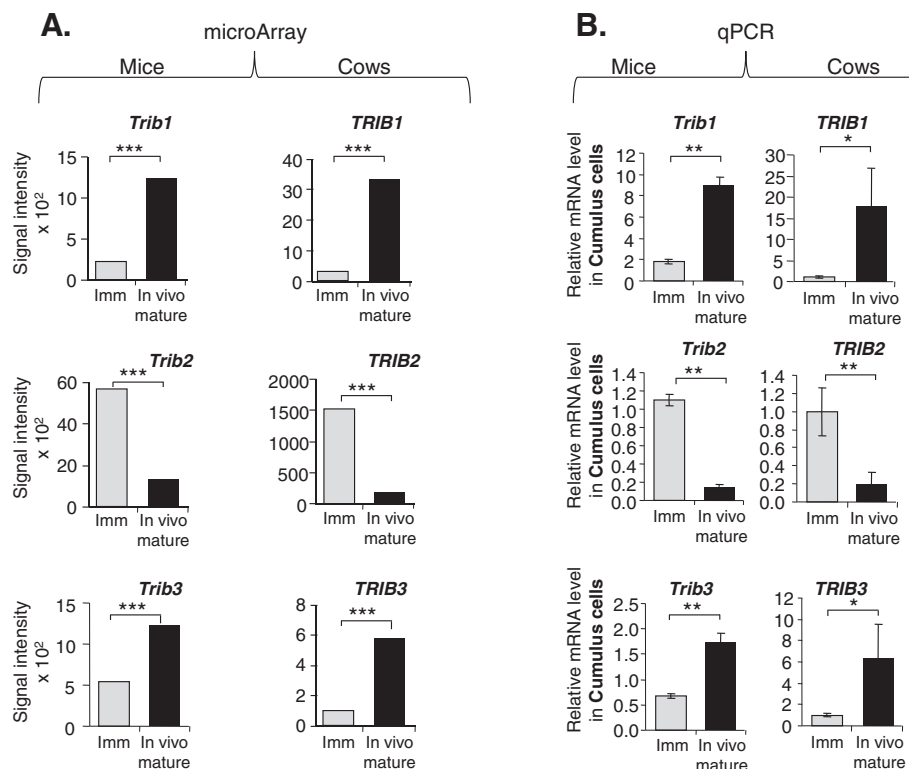 A.
microArray
Mice
Cows
Trib1
Signal intensity
x 10²
15
10
5
0
***
Imm
In vivo
mature
TRIB1
40
30
20
10
0
***
Imm
In vivo
mature
Trib2
Signal intensity
x 10²
60
40
20
0
***
Imm
In vivo
mature
TRIB2
2000
1500
1000
500
0
***
Imm
In vivo
mature
Trib3
Signal intensity
x 10²
15
10
5
0
***
Imm
In vivo
mature
TRIB3
8
6
4
2
0
***
Imm
In vivo
mature
B.
qPCR
Mice
Cows
Trib1
Relative mRNA level
in Cumulus cells
12
10
8
6
4
2
0
**
Imm
In vivo
mature
TRIB1
30
25
20
15
10
5
0
*
Imm
In vivo
mature
Trib2
Relative mRNA level
in Cumulus cells
1.4
1.2
1.0
0.8
0.6
0.4
0.2
0.0
**
Imm
In vivo
mature
TRIB2
1.4
1.2
1.0
0.8
0.6
0.4
0.2
0.0
**
Imm
In vivo
mature
Trib3
Relative mRNA level
in Cumulus cells
2.5
2.0
1.5
1.0
0.5
0.0
**
Imm
In vivo
mature
TRIB3
12
10
8
6
4
2
0
*
Imm
In vivo
mature